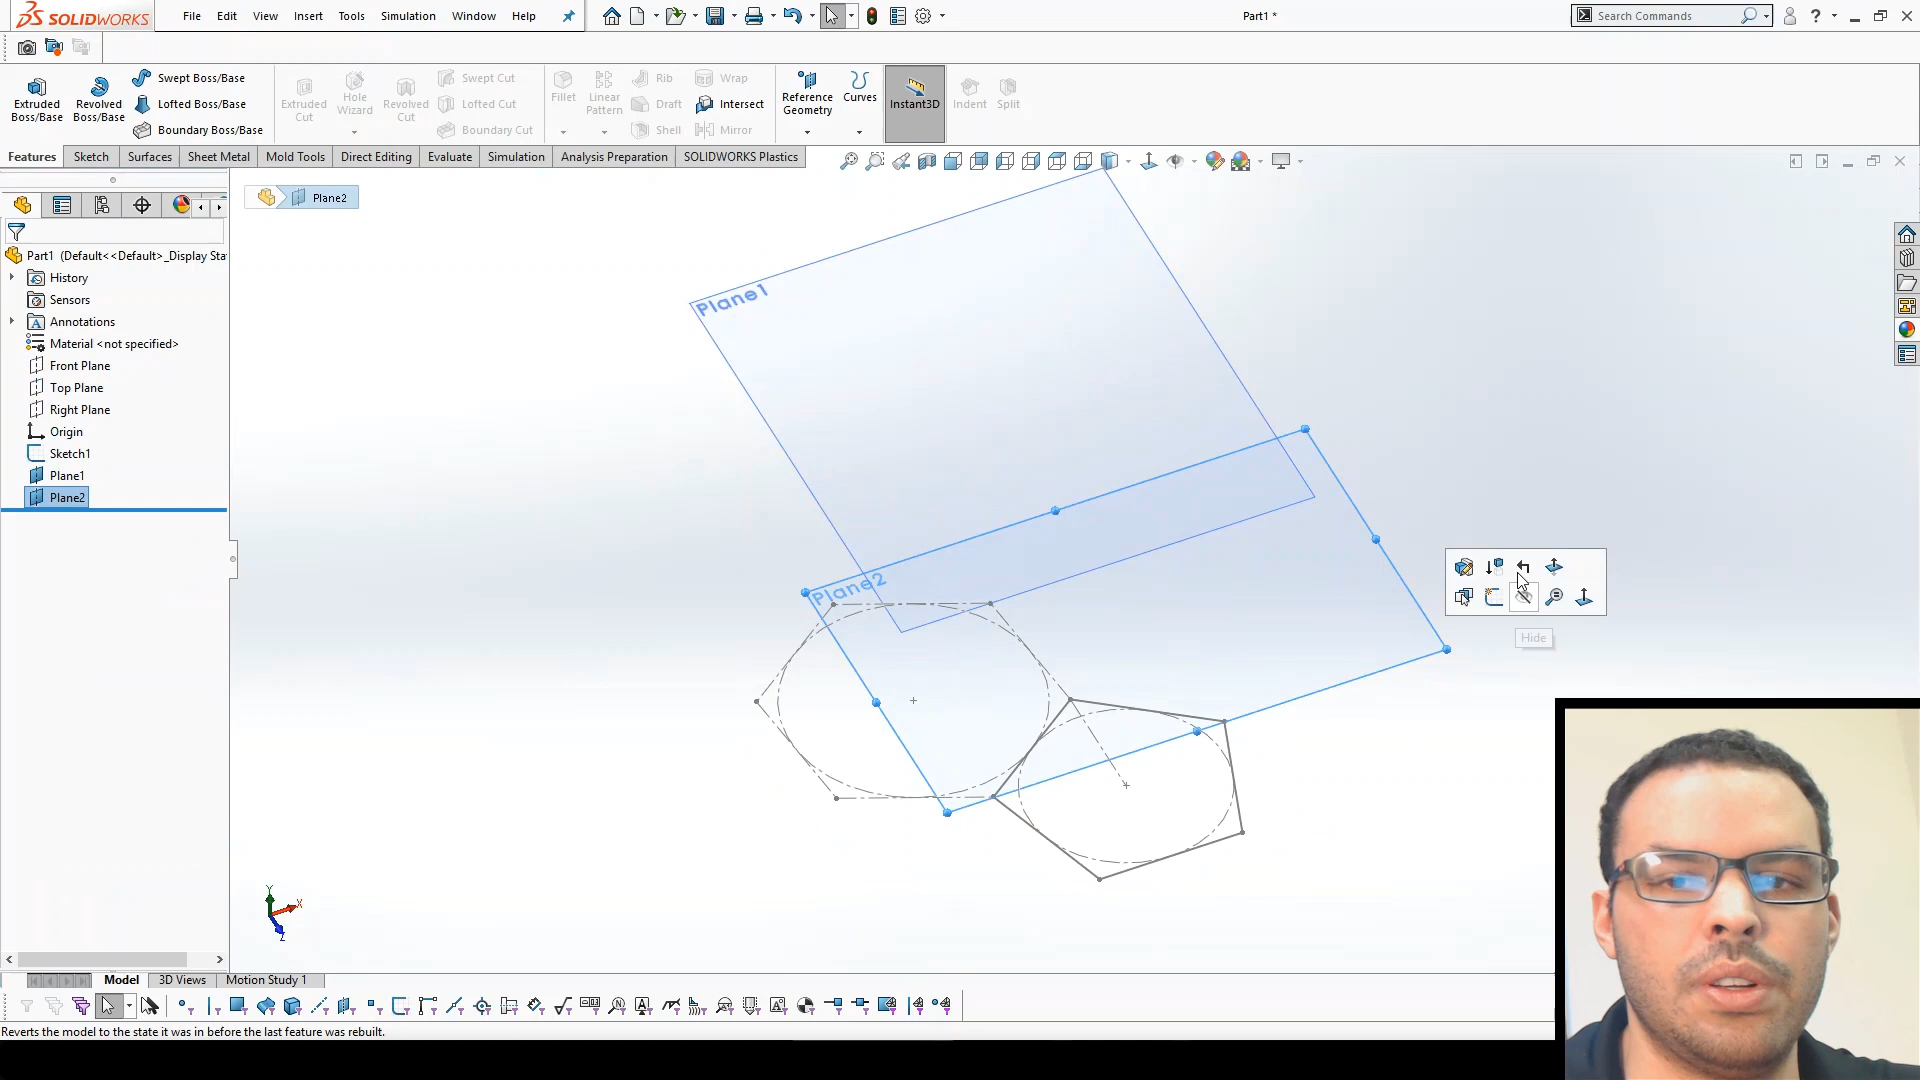 SOLIDWORKS
File Edit View Insert Tools Simulation Window Help
Part1 *
Search Commands
Extruded Boss/Base
Revolved Boss/Base
Swept Boss/Base
Lofted Boss/Base
Boundary Boss/Base
Extruded Cut
Hole Wizard
Revolved Cut
Swept Cut
Lofted Cut
Boundary Cut
Fillet
Linear Pattern
Rib
Draft
Shell
Wrap
Intersect
Mirror
Reference Geometry
Curves
Instant3D
Indent
Split
Features Sketch Surfaces Sheet Metal Mold Tools Direct Editing Evaluate Simulation Analysis Preparation SOLIDWORKS Plastics
Plane2
Part1 (Default<<Default>_Display Sta
History
Sensors
Annotations
Material <not specified>
Front Plane
Top Plane
Right Plane
Origin
Sketch1
Plane1
Plane2
Plane1
Plane2
Hide
Y
X
Z
Model 3D Views Motion Study 1
Reverts the model to the state it was in before the last feature was rebuilt.